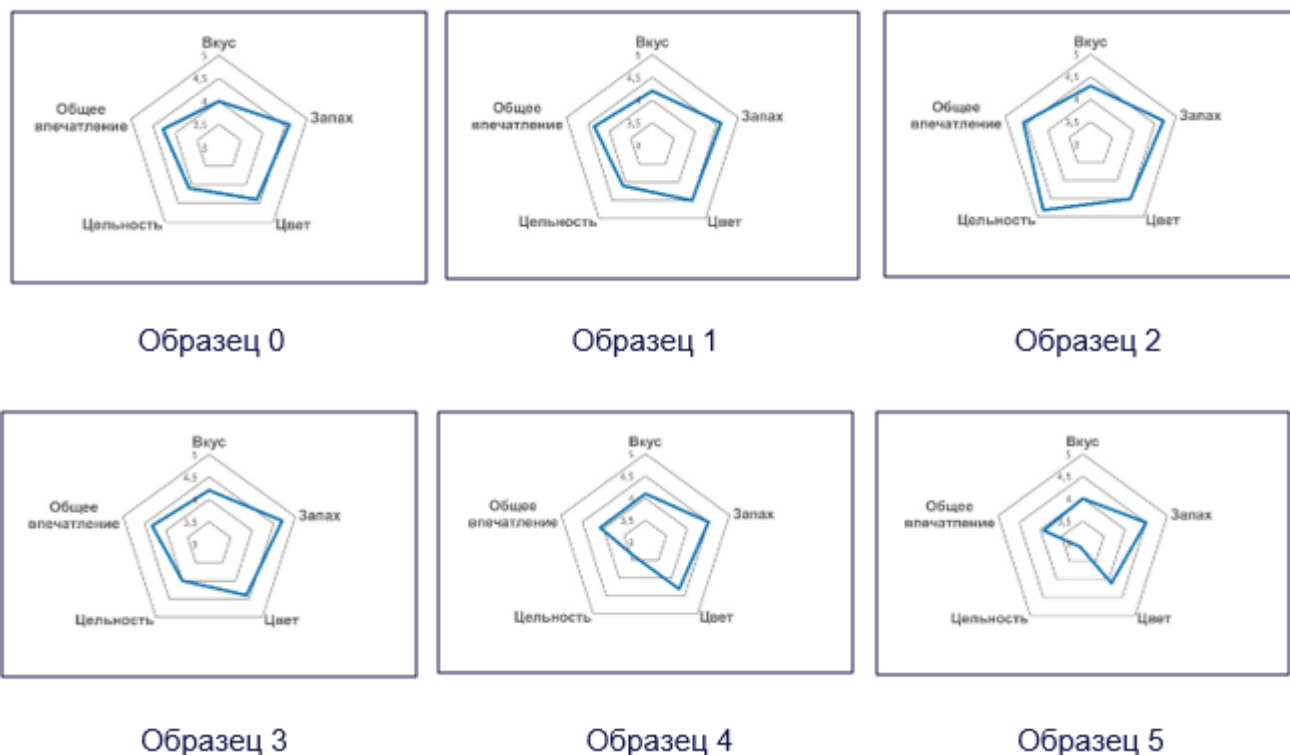 Вкус
5
4,5
4
3,5
3
Общее
впечатление
Запах
Цельность
Цвет
Вкус
5
4,5
4
3,5
3
Общее
впечатление
Запах
Цельность
Цвет
Вкус
5
4,5
4
3,5
3
Общее
впечатление
Запах
Цельность
Цвет
Образец 0
Образец 1
Образец 2
Вкус
5
4,5
4
3,5
3
Общее
впечатление
Запах
Цельность
Цвет
Вкус
5
4,5
4
3,5
3
Общее
впечатление
Запах
Цельность
Цвет
Вкус
5
4,5
4
3,5
3
Общее
впечатление
Запах
Цельность
Цвет
Образец 3
Образец 4
Образец 5